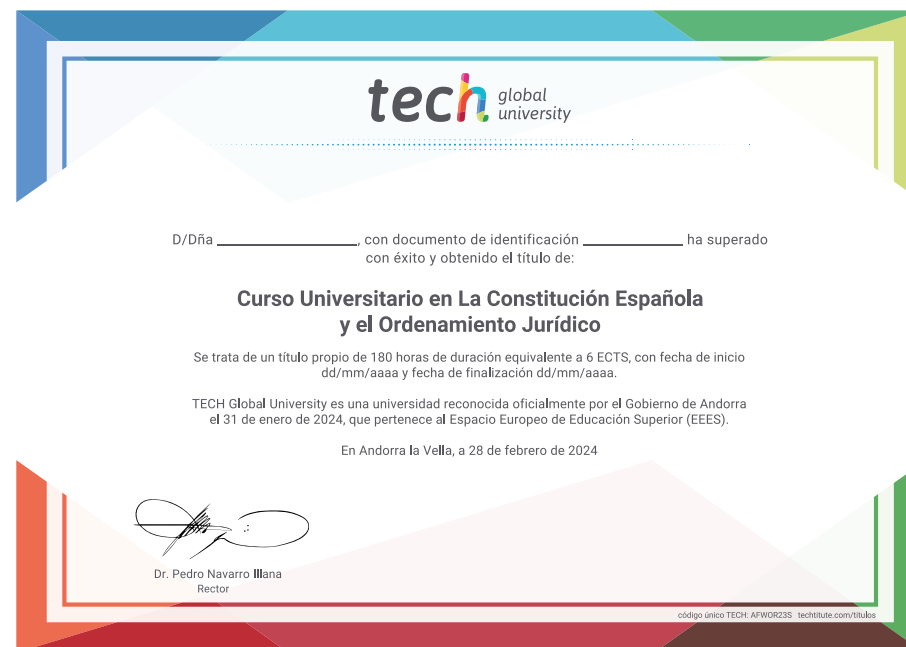 tech global university
D/Dña ____________________, con documento de identificación ______________ ha superado
con éxito y obtenido el título de:
Curso Universitario en La Constitución Española
y el Ordenamiento Jurídico
Se trata de un título propio de 180 horas de duración equivalente a 6 ECTS, con fecha de inicio
dd/mm/aaaa y fecha de finalización dd/mm/aaaa.
TECH Global University es una universidad reconocida oficialmente por el Gobierno de Andorra
el 31 de enero de 2024, que pertenece al Espacio Europeo de Educación Superior (EEES).
En Andorra la Vella, a 28 de febrero de 2024
Dr. Pedro Navarro Illana
Rector
código único TECH: AFWOR23S techtitute.com/titulos